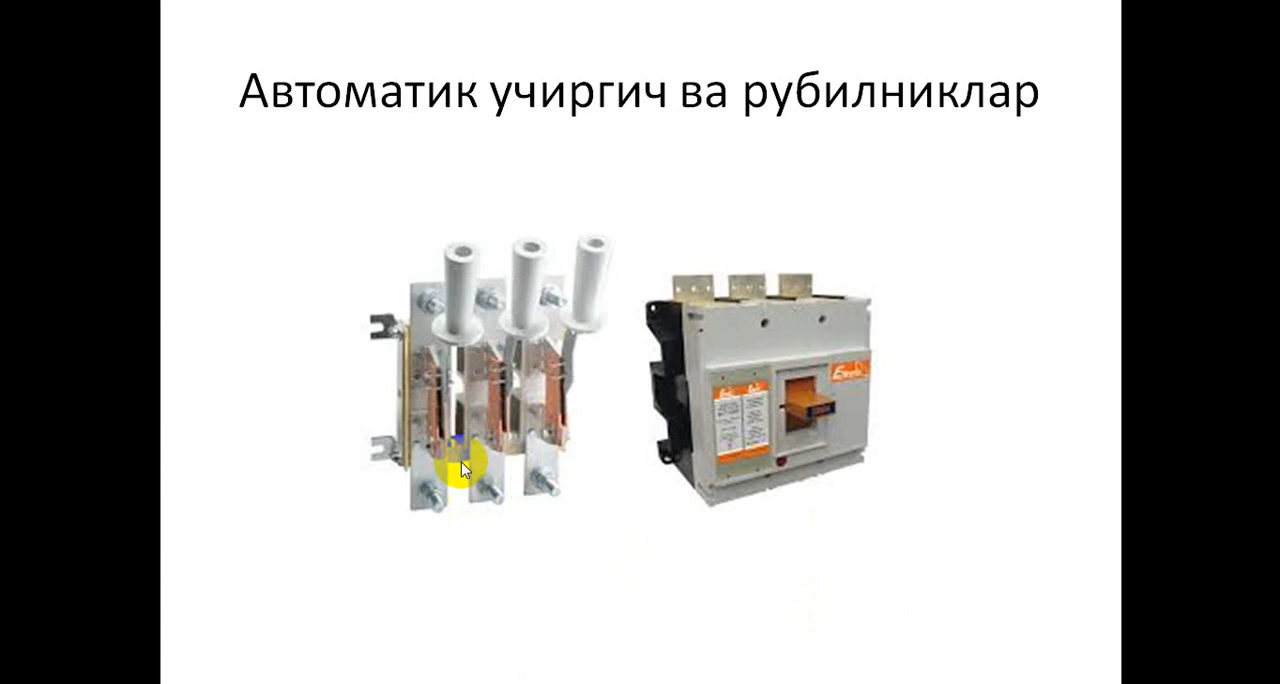 Автоматик учиргич ва рубилниклар